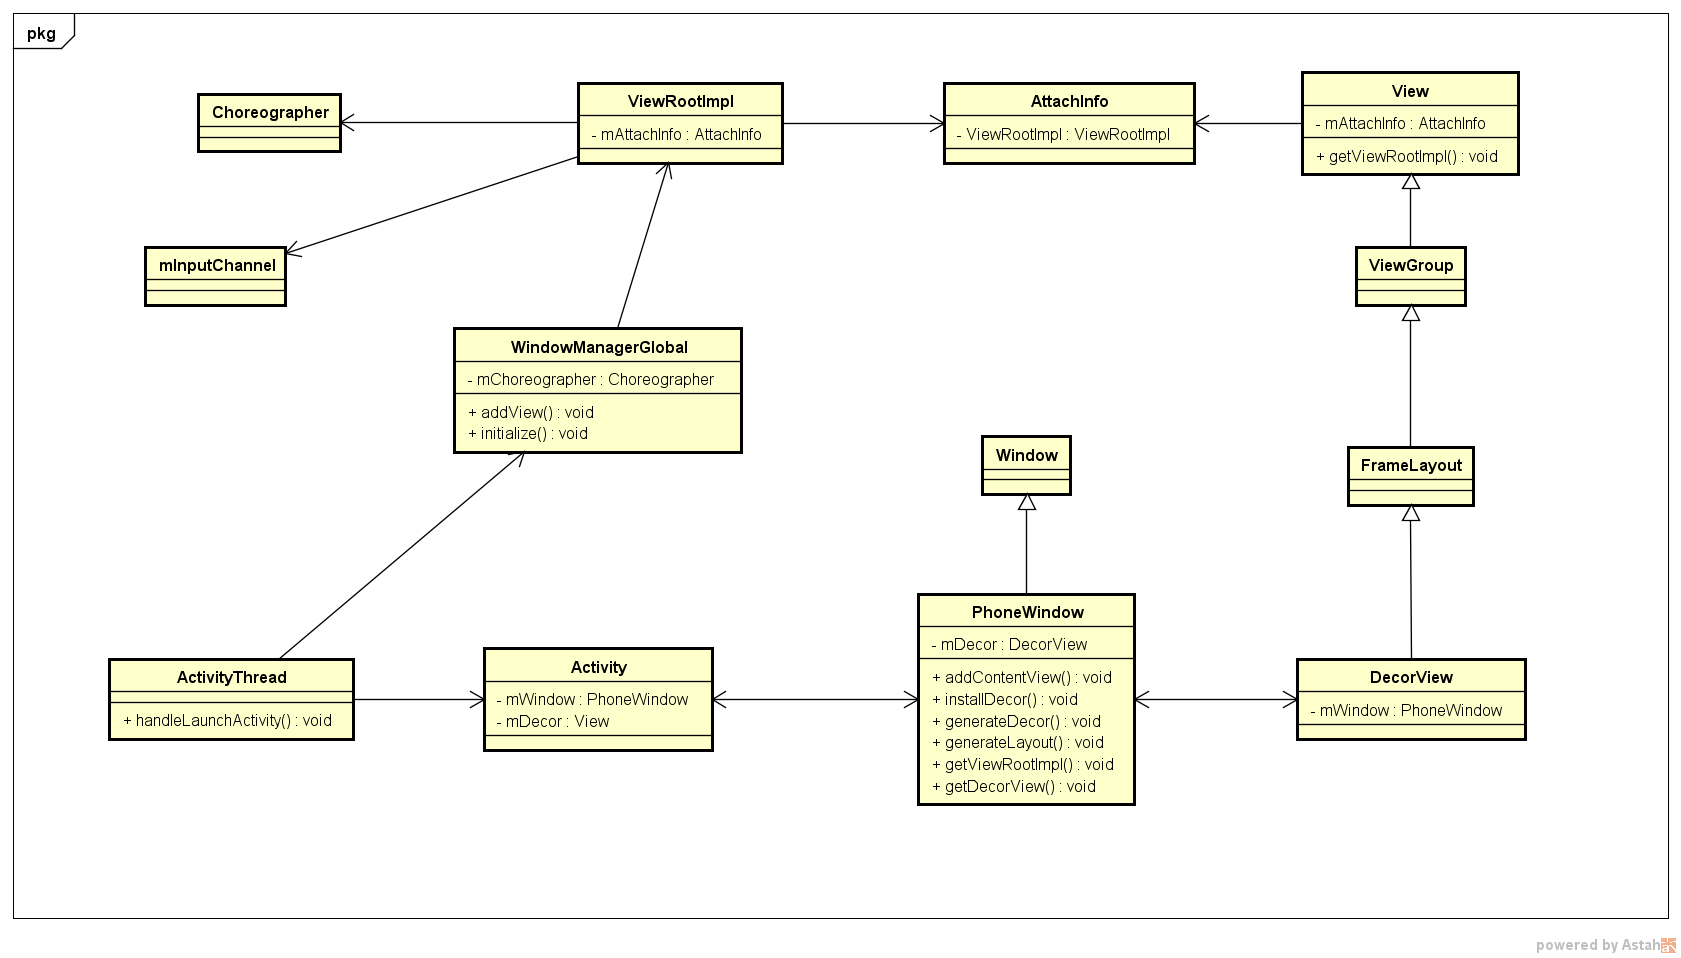 pkg
Choreographer
ViewRootImpl
- mAttachInfo : AttachInfo
AttachInfo
- ViewRootImpl : ViewRootImpl
View
- mAttachInfo : AttachInfo
+ getViewRootImpl() : void
mInputChannel
ViewGroup
WindowManagerGlobal
- mChoreographer : Choreographer
+ addView() : void
+ initialize() : void
Window
FrameLayout
ActivityThread
+ handleLaunchActivity() : void
Activity
- mWindow : PhoneWindow
- mDecor : View
PhoneWindow
- mDecor : DecorView
+ addContentView() : void
+ installDecor() : void
+ generateDecor() : void
+ generateLayout() : void
+ getViewRootImpl() : void
+ getDecorView() : void
DecorView
- mWindow : PhoneWindow
powered by Astah